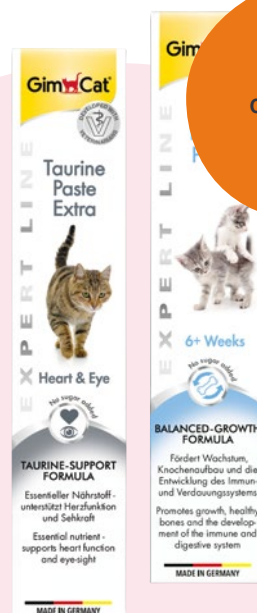 GimCat
DEVELOPED WITH VETERINARIANS
EXPERT LINE
Taurine
Paste
Extra
Heart & Eye
No sugar added
TAURINE-SUPPORT
FORMULA
Essentieller Nährstoff -
unterstützt Herzfunktion
und Sehkraft
Essential nutrient -
supports heart function
and eye-sight
MADE IN GERMANY
Gim
EXPERT LINE
6+ Weeks
No sugar added
BALANCED-GROWTH
FORMULA
Fördert Wachstum,
Knochenaufbau und die
Entwicklung des Immun-
und Verdauungssystems
Promotes growth, healthy
bones and the develop-
ment of the immune and
digestive system
MADE IN GERMANY